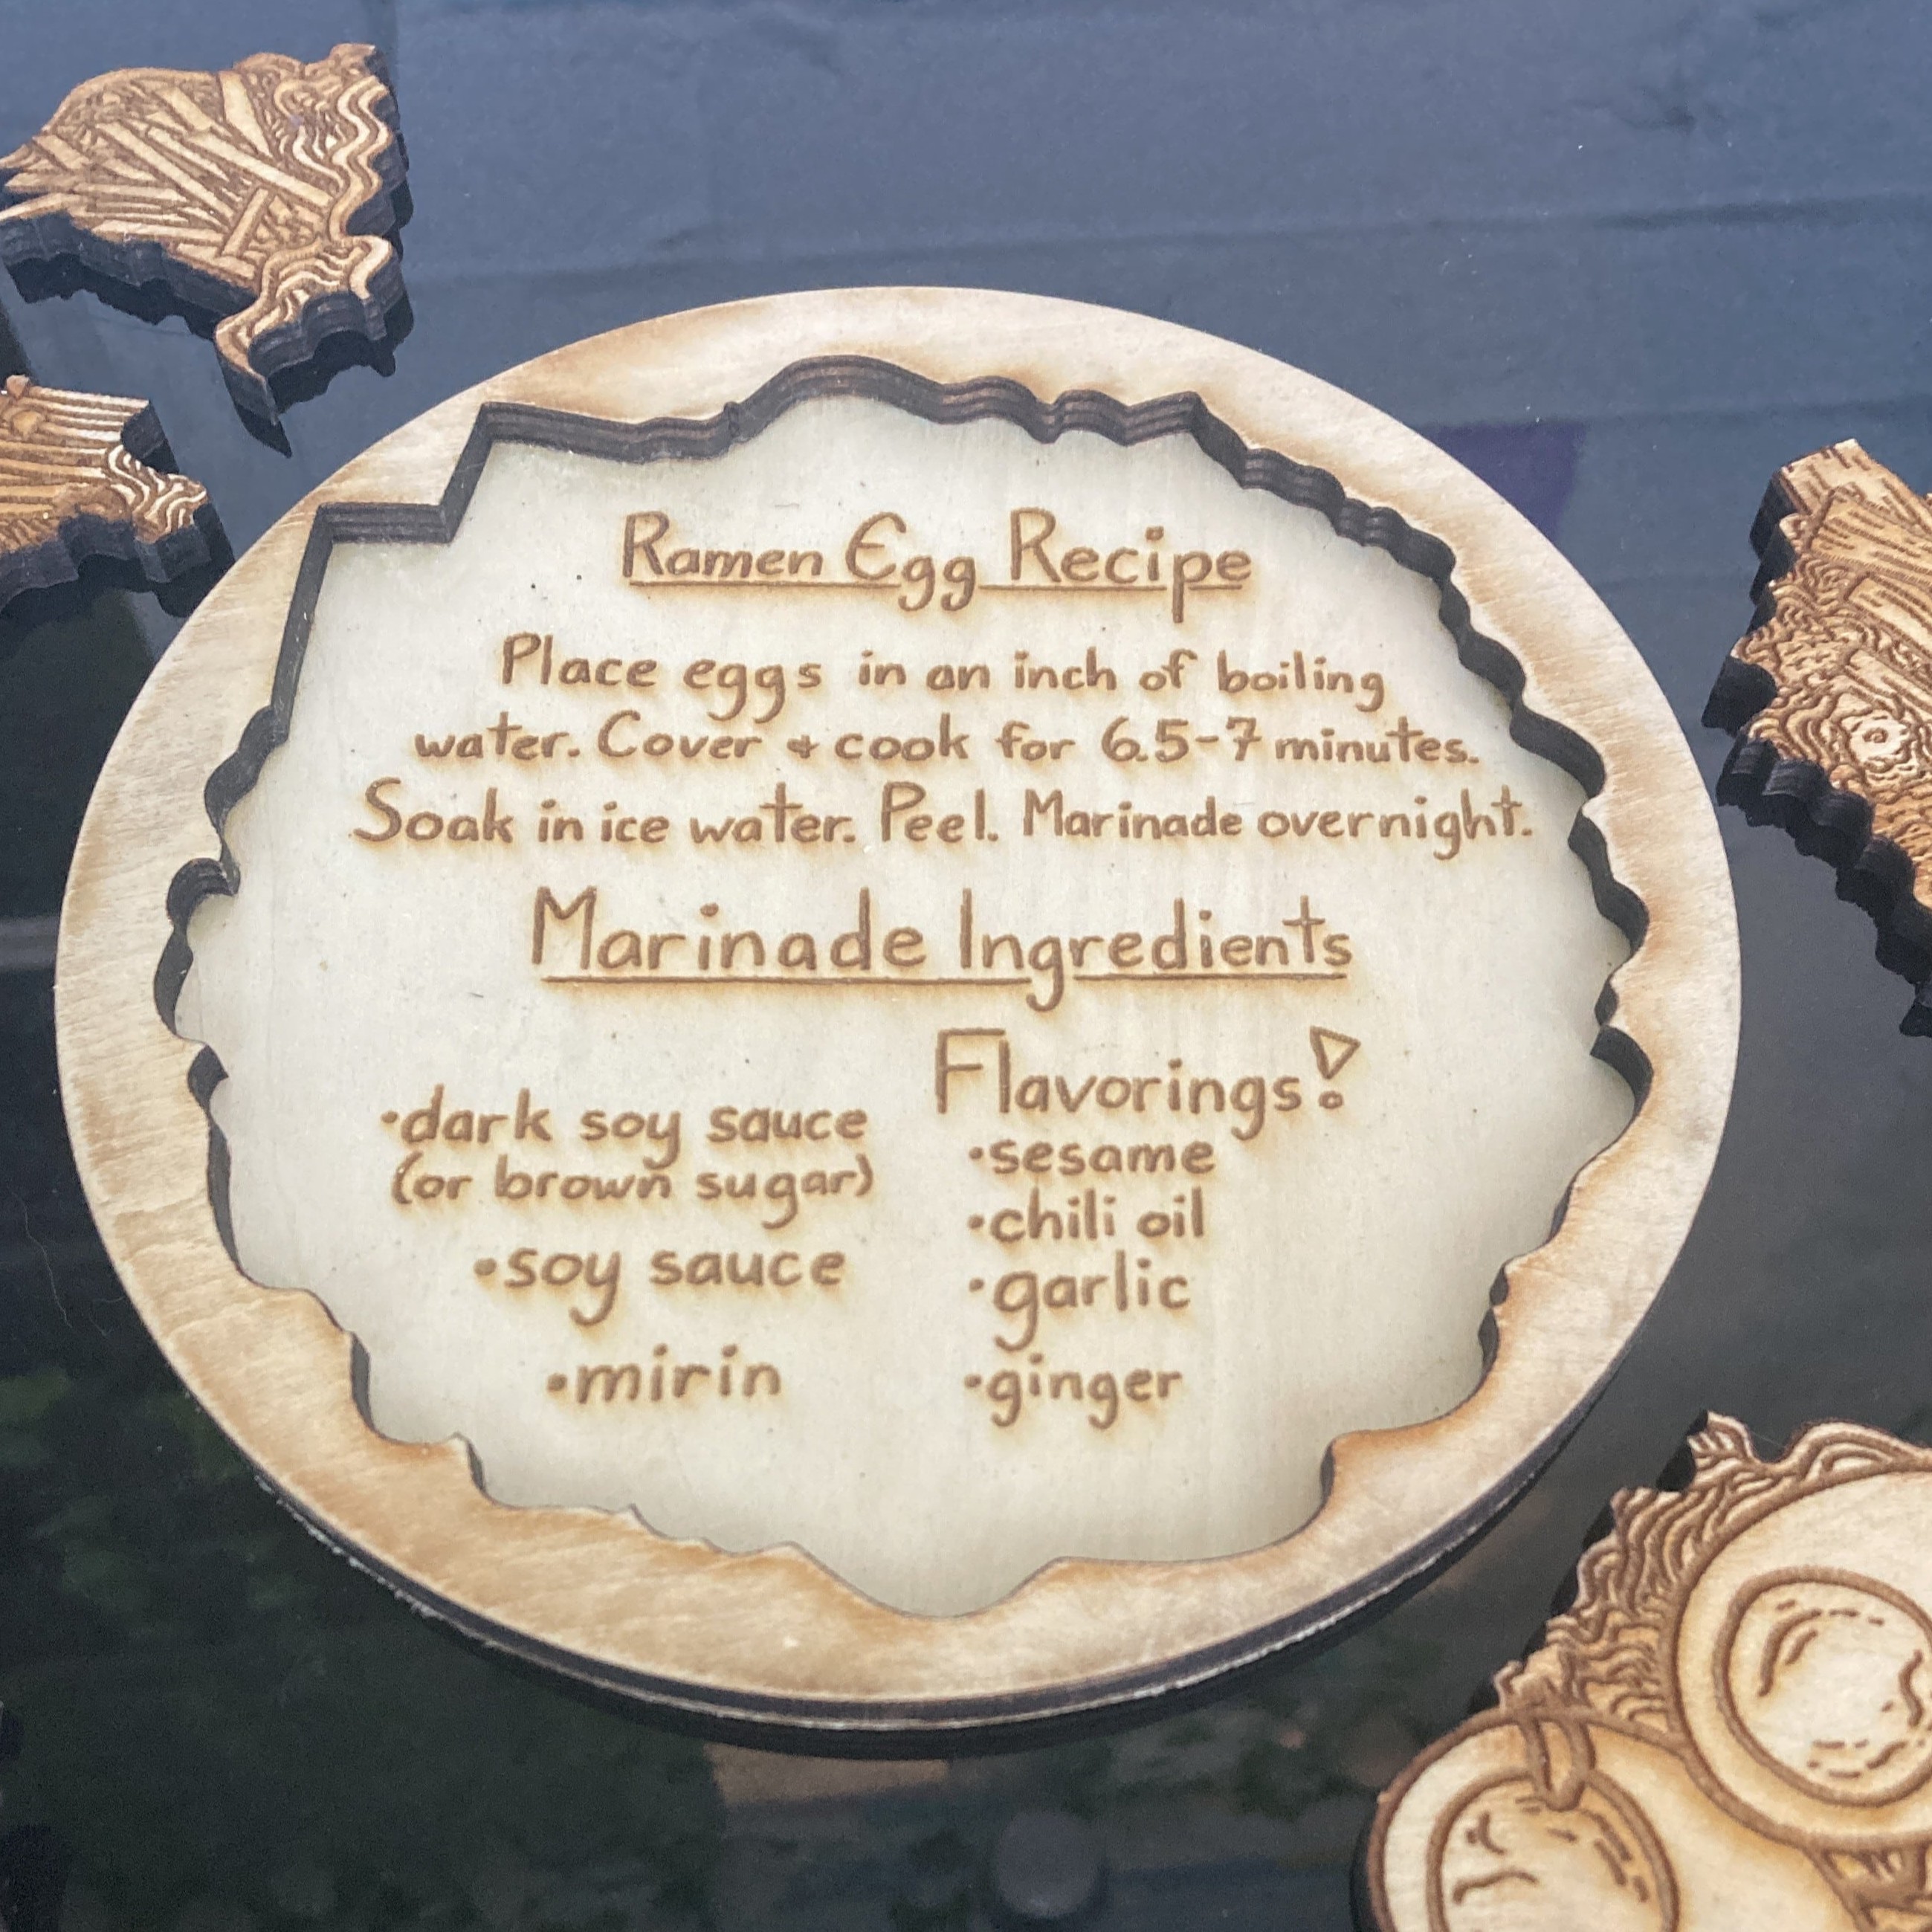 Ramen Egg Recipe
Place eggs in an inch of boiling
water. Cover & cook for 6.5-7 minutes.
Soak in ice water. Peel. Marinade overnight.
Marinade Ingredients
•dark soy sauce
(or brown sugar)
•soy sauce
•mirin
Flavorings!
•sesame
•chili oil
•garlic
•ginger